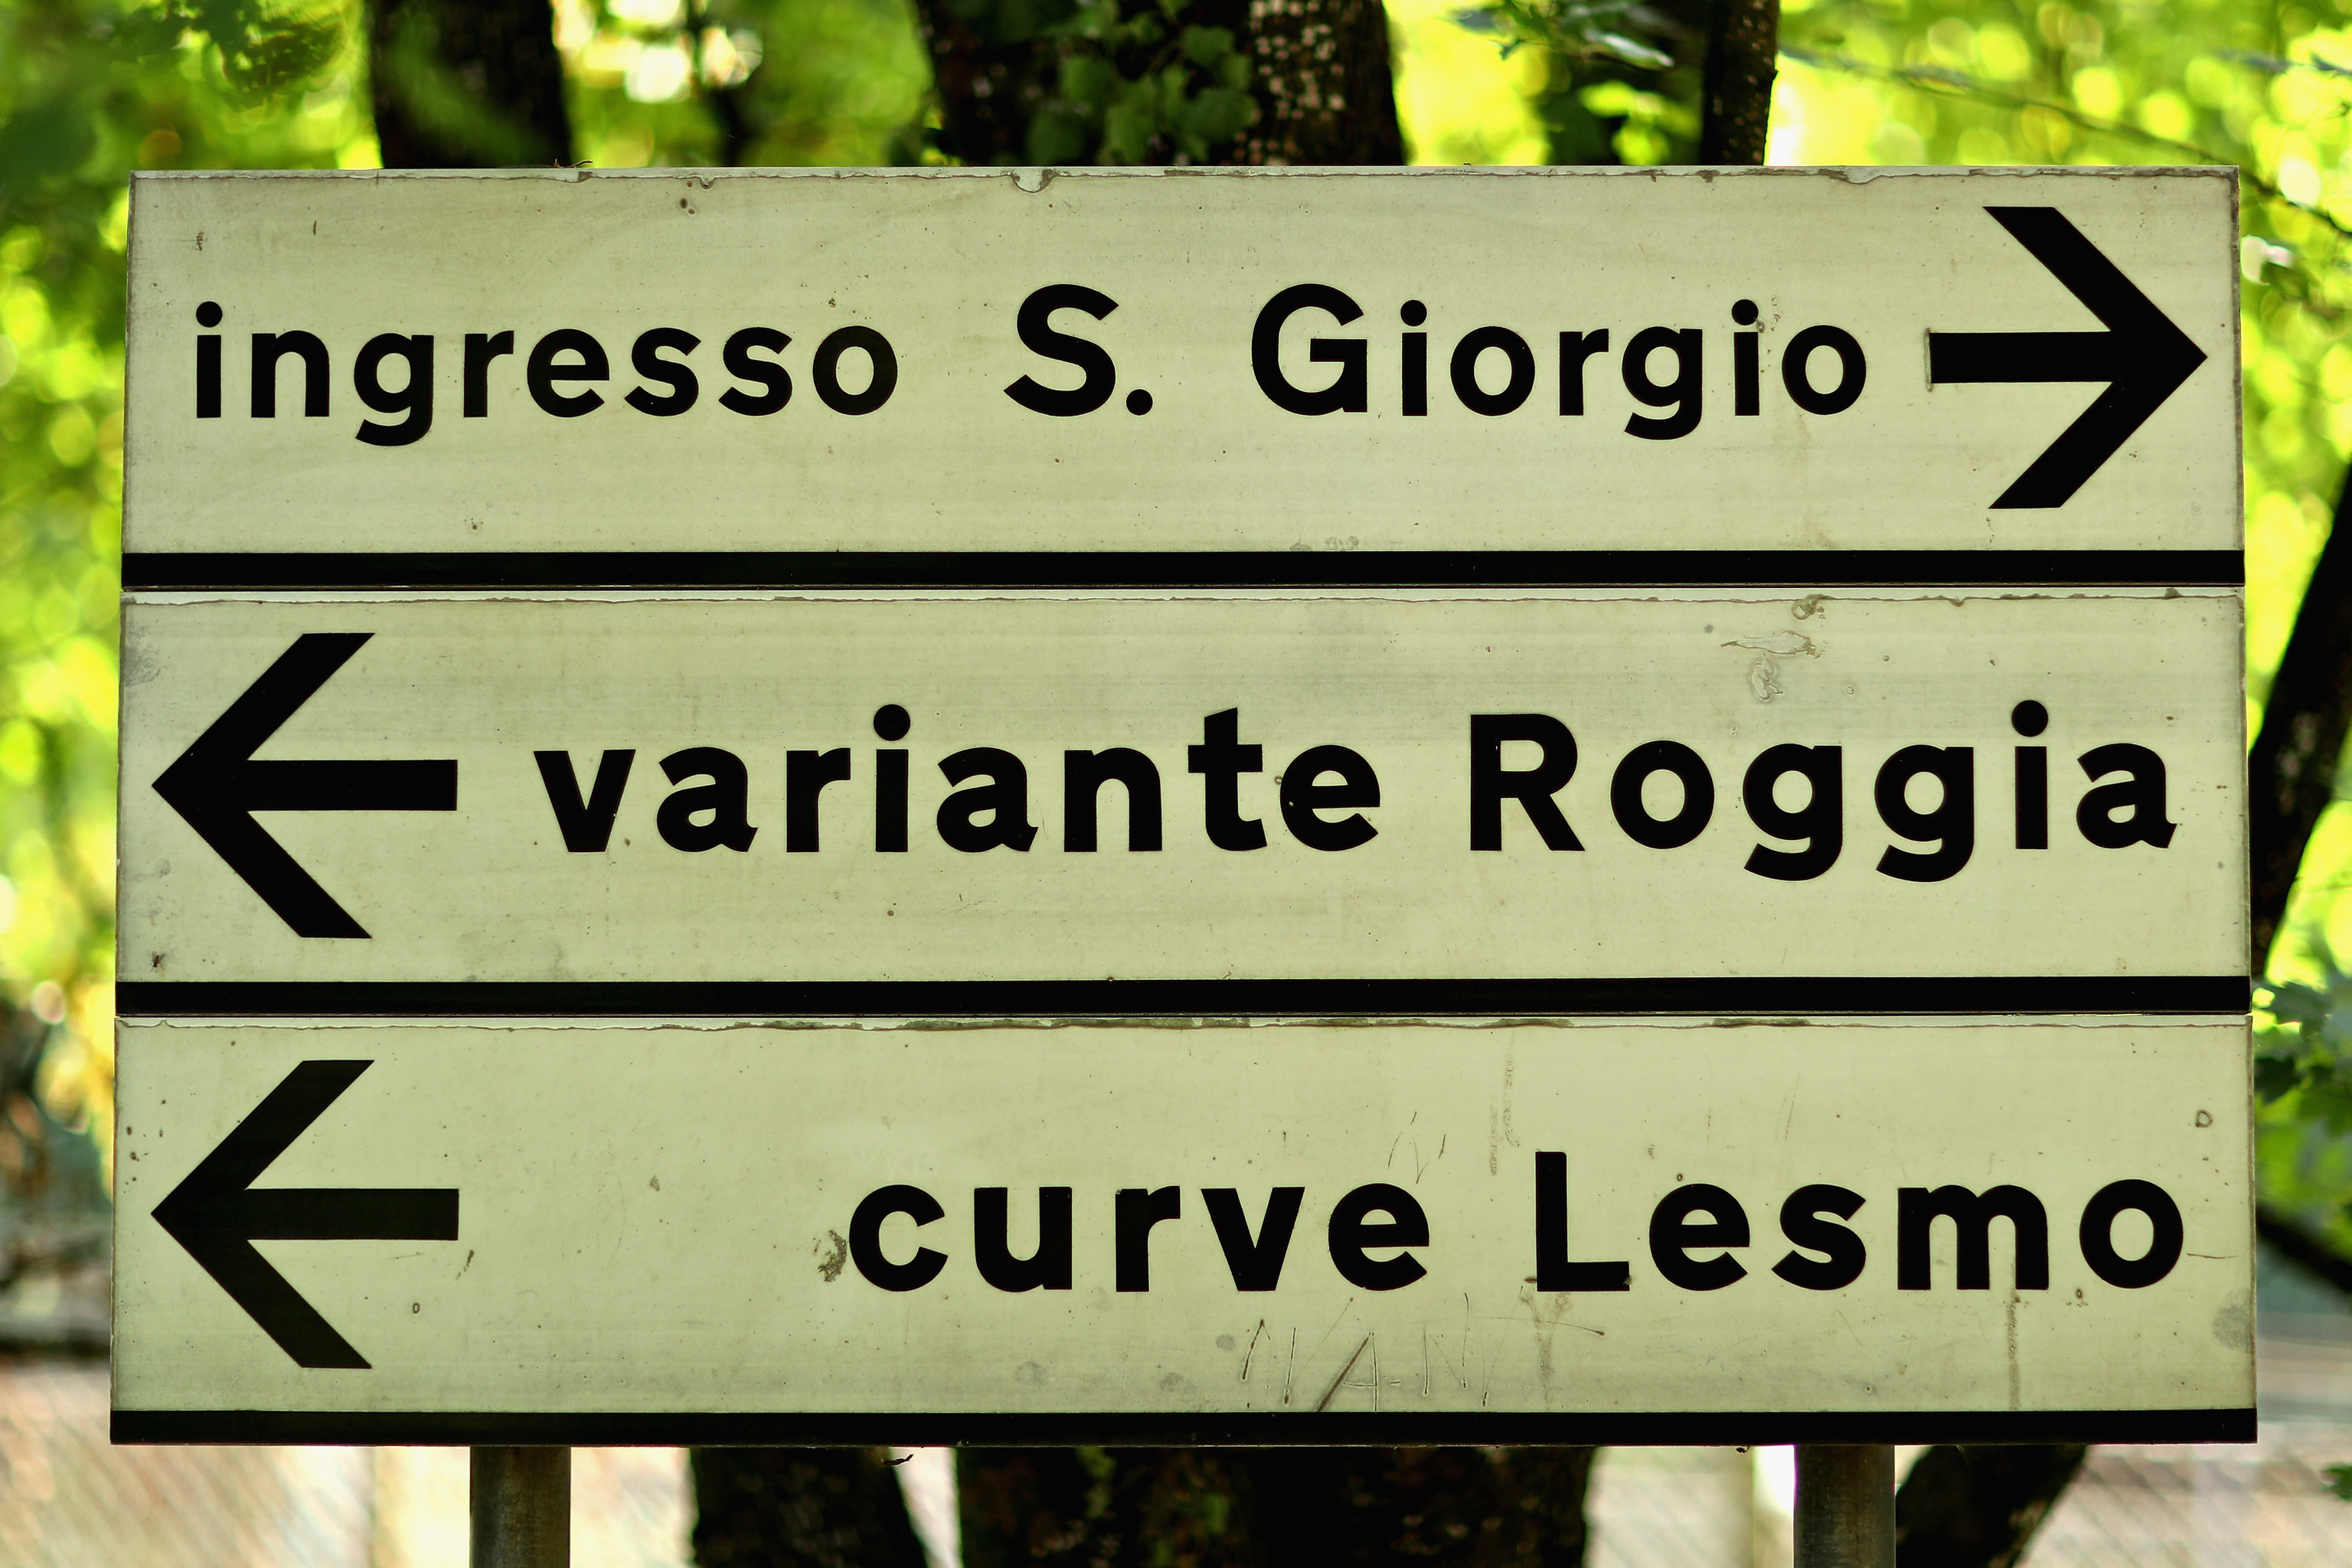 ingresso S. Giorgio
variante Roggia
curve Lesmo